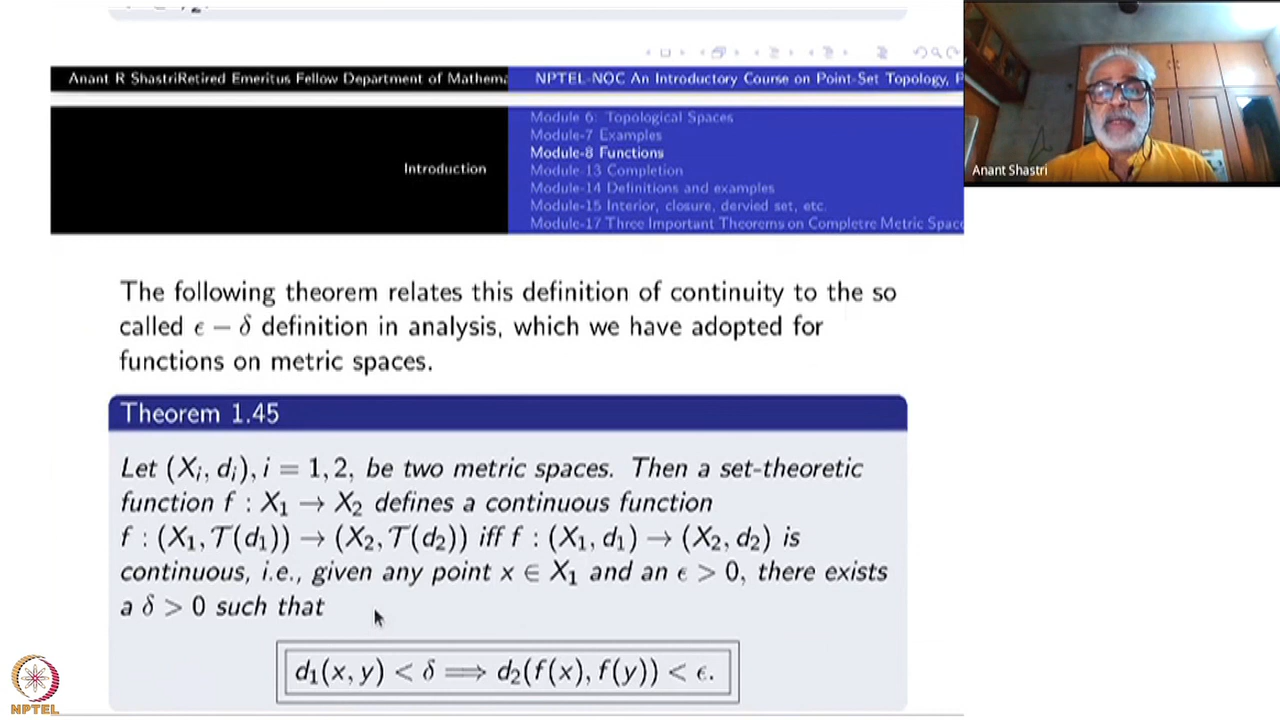 Anant R ShastriRetired Emeritus Fellow Department of Mathema
NPTEL-NOC An Introductory Course on Point-Set Topology, P
Introduction
Module 6: Topological Spaces
Module-7 Examples
Module-8 Functions
Module-13 Completion
Module-14 Definitions and examples
Module-15 Interior, closure, dervied set, etc.
Module-17 Three Important Theorems on Completre Metric Space
Anant Shastri
The following theorem relates this definition of continuity to the so
called ϵ − δ definition in analysis, which we have adopted for
functions on metric spaces.
Theorem 1.45
Let (X₁, d₁), i = 1, 2, be two metric spaces. Then a set-theoretic
function f : X₁ → X₂ defines a continuous function
f : (X₁, 𝒯(d₁)) → (X₂, 𝒯(d₂)) iff f : (X₁, d₁) → (X₂, d₂) is
continuous, i.e., given any point x ∈ X₁ and an ϵ > 0, there exists
a δ > 0 such that
d₁(x, y) < δ ⟹ d₂(f(x), f(y)) < ϵ.
NPTEL